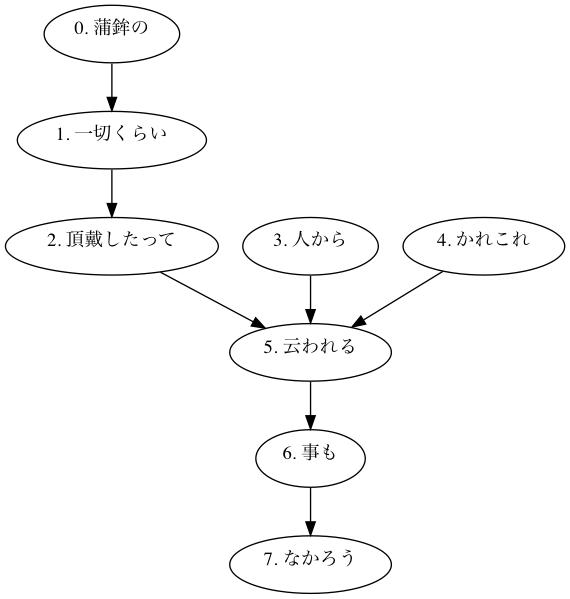 0. 蒲鉾の
1. 一切くらい
2. 頂戴したって
3. 人から
4. かれこれ
5. 云われる
6. 事も
7. なかろう